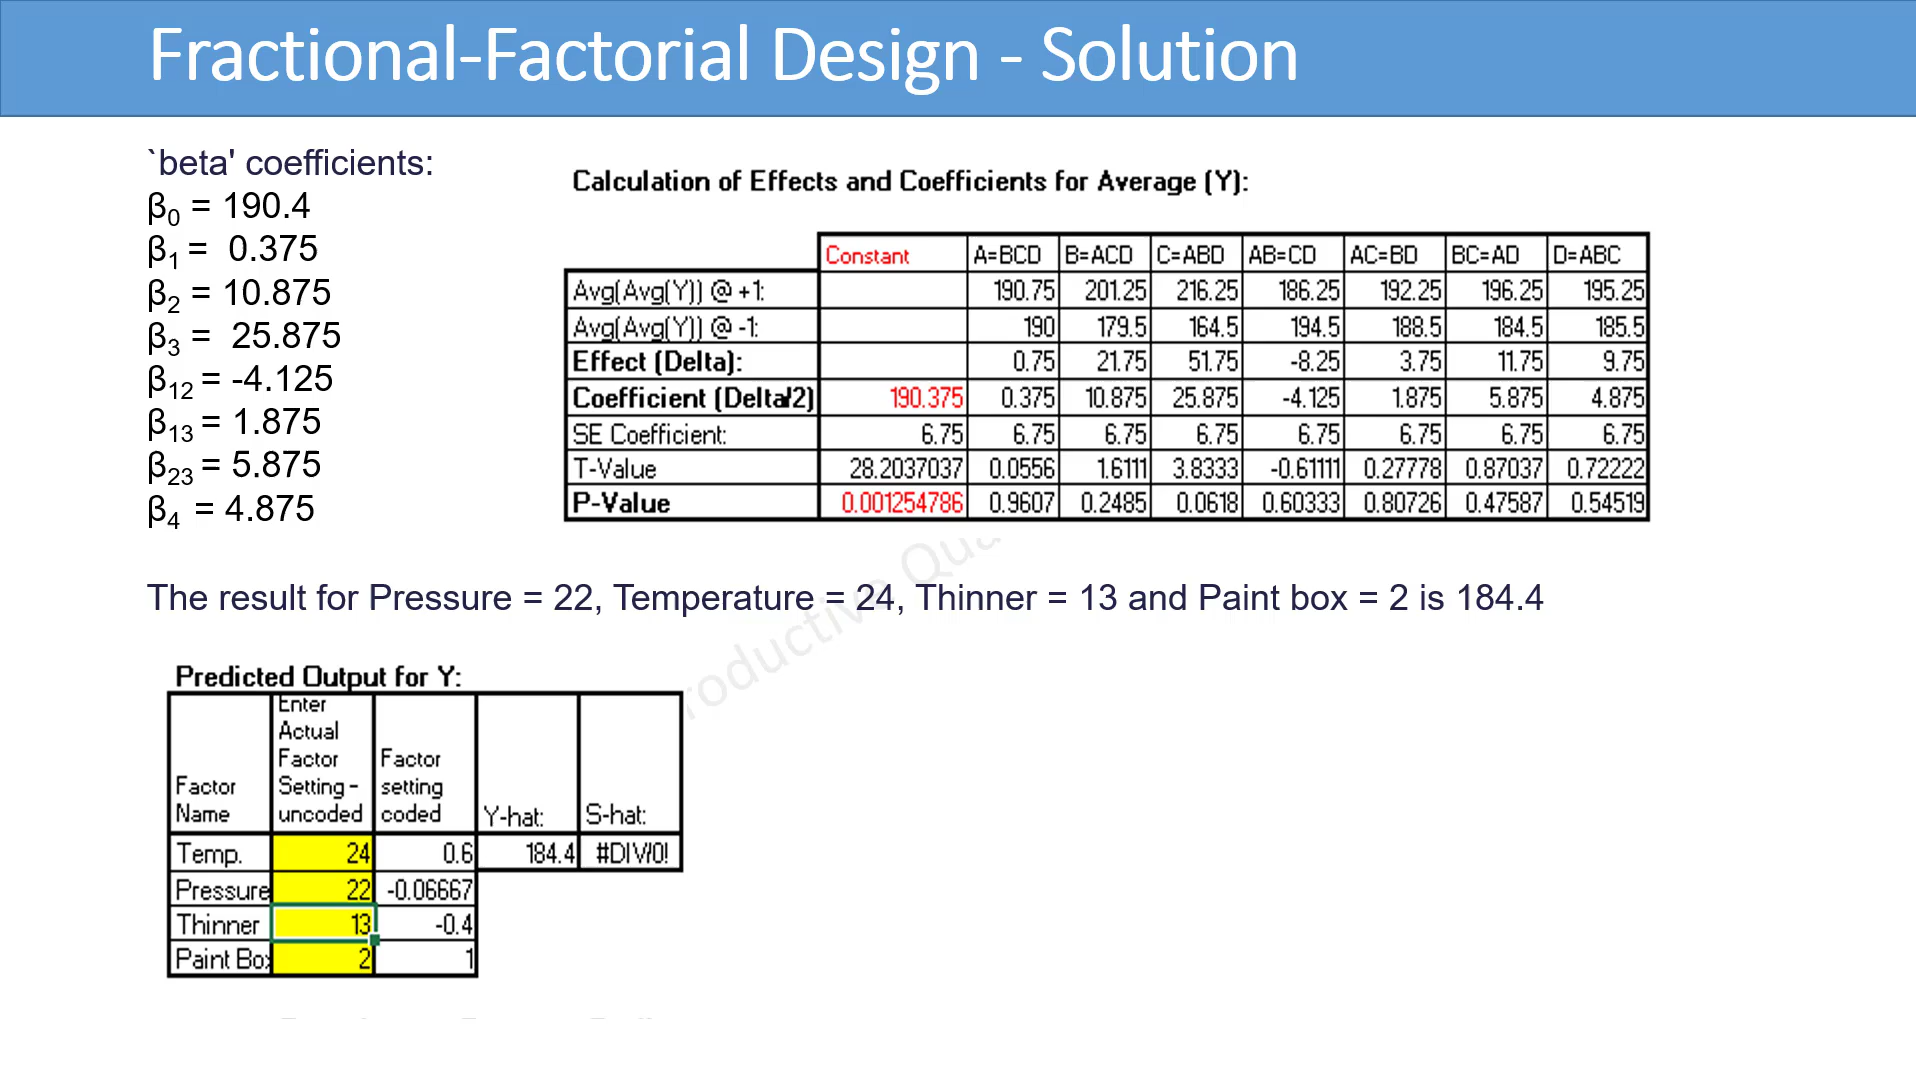 Fractional-Factorial Design - Solution
`beta' coefficients:
β0 = 190.4
β1 = 0.375
β2 = 10.875
β3 = 25.875
β12 = -4.125
β13 = 1.875
β23 = 5.875
β4 = 4.875
Calculation of Effects and Coefficients for Average (Y):
Constant A=BCD B=ACD C=ABD AB=CD AC=BD BC=AD D=ABC
Avg(Avg(Y)) @ +1: 190.75 201.25 216.25 186.25 192.25 196.25 195.25
Avg(Avg(Y)) @ -1: 190 179.5 164.5 194.5 188.5 184.5 185.5
Effect (Delta): 0.75 21.75 51.75 -8.25 3.75 11.75 9.75
Coefficient (Delta/2) 190.375 0.375 10.875 25.875 -4.125 1.875 5.875 4.875
SE Coefficient: 6.75 6.75 6.75 6.75 6.75 6.75 6.75 6.75
T-Value 28.2037037 0.0556 1.6111 3.8333 -0.61111 0.27778 0.87037 0.72222
P-Value 0.001254786 0.9607 0.2485 0.0618 0.60333 0.80726 0.47587 0.54519
The result for Pressure = 22, Temperature = 24, Thinner = 13 and Paint box = 2 is 184.4
Predicted Output for Y:
Factor Name Enter Actual Factor Setting - uncoded Factor setting coded Y-hat: S-hat:
Temp. 24 0.6 184.4 #DIV/0!
Pressure 22 -0.06667
Thinner 13 -0.4
Paint Box 2 1